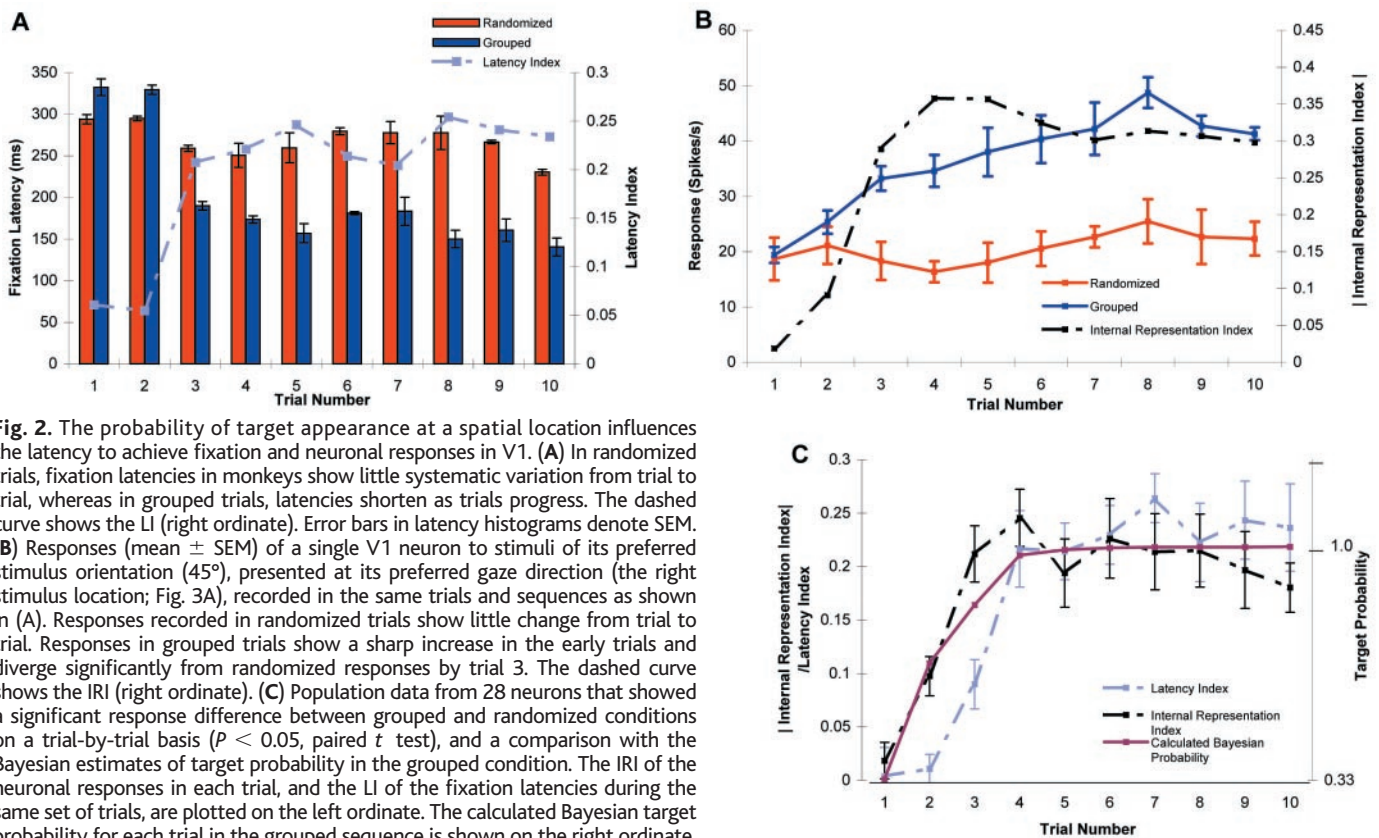 A
Randomized
Grouped
Latency Index
350
300
250
200
150
100
50
0
0.3
0.25
0.2
0.15
0.1
0.05
0
Fixation Latency (ms)
Latency Index
1 2 3 4 5 6 7 8 9 10
Trial Number
B
60
50
40
30
20
10
0
0.45
0.4
0.35
0.3
0.25
0.2
0.15
0.1
0.05
0
Response (Spikes/s)
| Internal Representation Index |
Randomized
Grouped
Internal Representation Index
1 2 3 4 5 6 7 8 9 10
Trial Number
Fig. 2. The probability of target appearance at a spatial location influences
the latency to achieve fixation and neuronal responses in V1. (A) In randomized
trials, fixation latencies in monkeys show little systematic variation from trial to
trial, whereas in grouped trials, latencies shorten as trials progress. The dashed
curve shows the LI (right ordinate). Error bars in latency histograms denote SEM.
(B) Responses (mean ± SEM) of a single V1 neuron to stimuli of its preferred
stimulus orientation (45°), presented at its preferred gaze direction (the right
stimulus location; Fig. 3A), recorded in the same trials and sequences as shown
in (A). Responses recorded in randomized trials show little change from trial to
trial. Responses in grouped trials show a sharp increase in the early trials and
diverge significantly from randomized responses by trial 3. The dashed curve
shows the IRI (right ordinate). (C) Population data from 28 neurons that showed
a significant response difference between grouped and randomized conditions
on a trial-by-trial basis (P < 0.05, paired t test), and a comparison with the
Bayesian estimates of target probability in the grouped condition. The IRI of the
neuronal responses in each trial, and the LI of the fixation latencies during the
same set of trials, are plotted on the left ordinate. The calculated Bayesian target
probability for each trial in the grouped sequence is shown on the right ordinate.
C
0.3
0.25
0.2
0.15
0.1
0.05
0
1.0
0.33
| Internal Representation Index|
/Latency Index
Target Probability
Latency Index
Internal Representation
Index
Calculated Bayesian
Probability
1 2 3 4 5 6 7 8 9 10
Trial Number